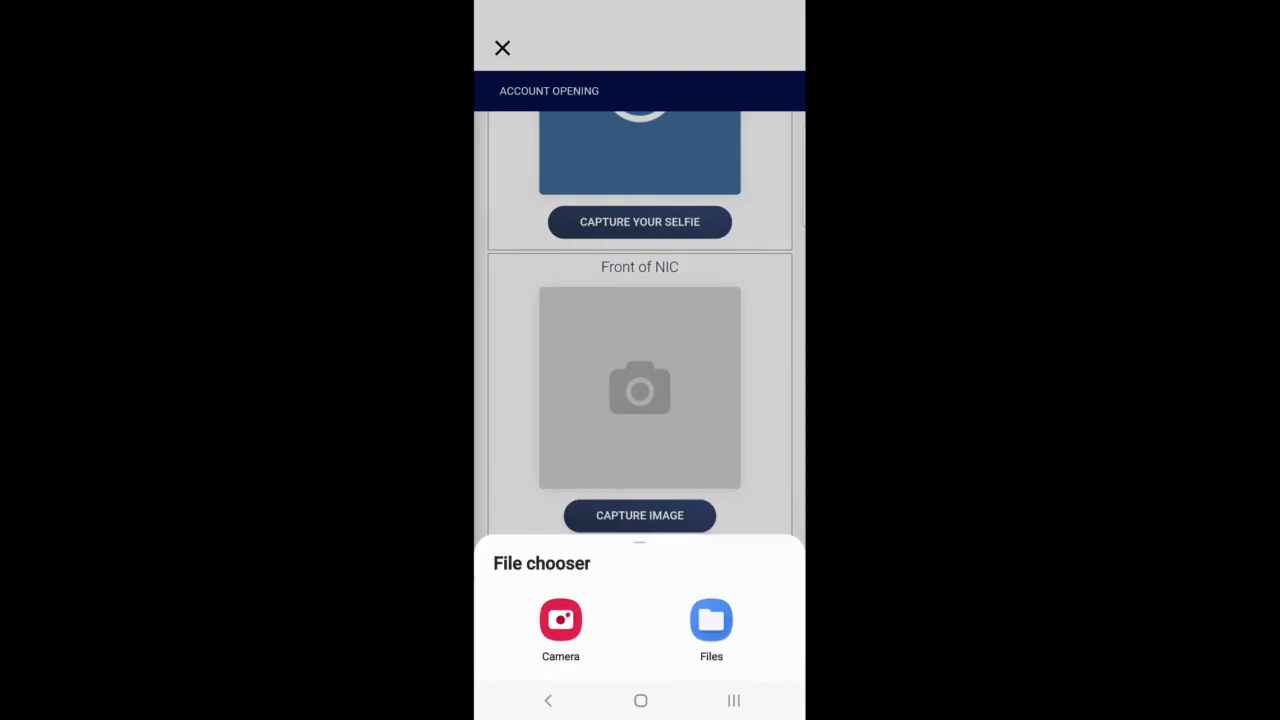 ACCOUNT OPENING
CAPTURE YOUR SELFIE
Front of NIC
CAPTURE IMAGE
File chooser
Camera
Files